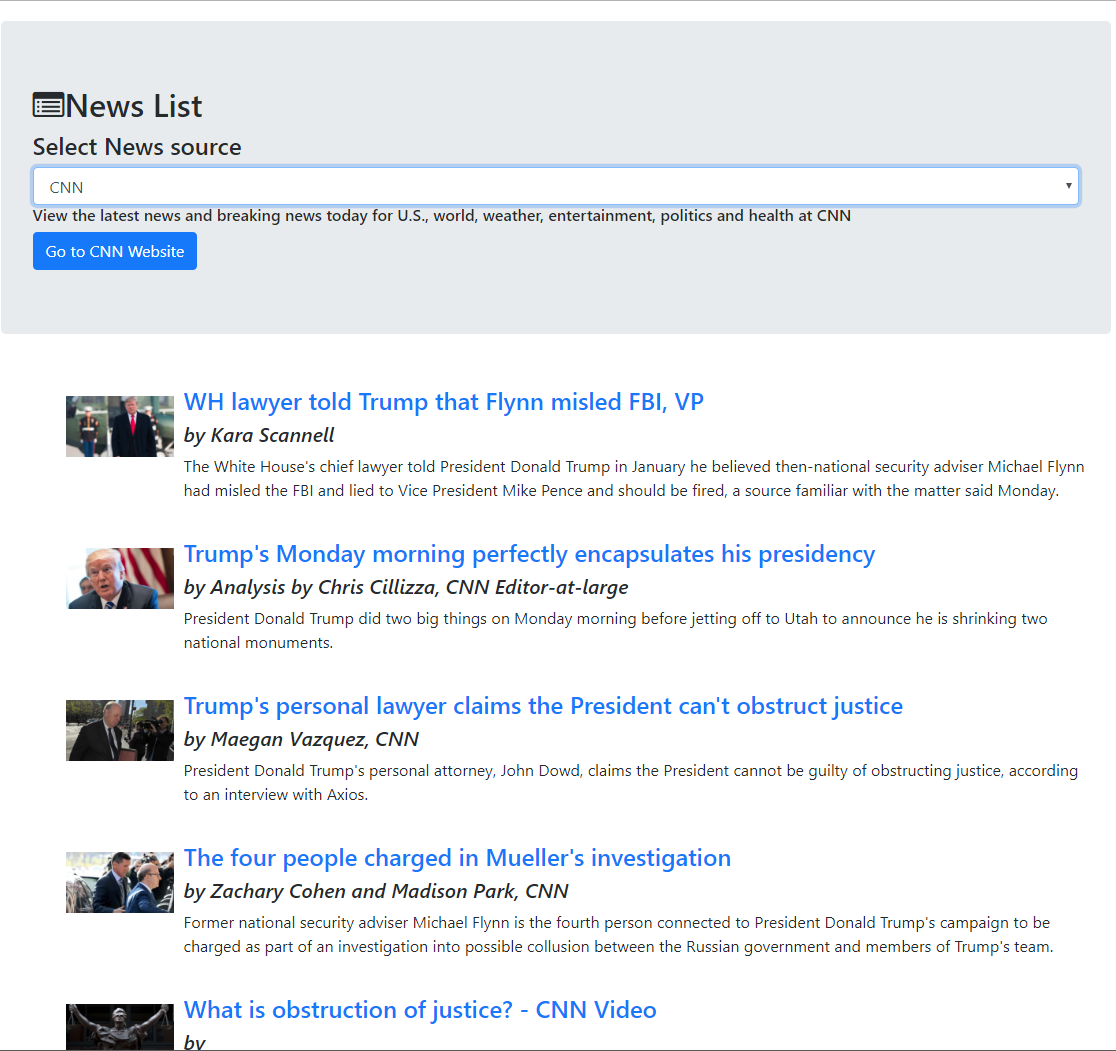 News List
Select News source
CNN
View the latest news and breaking news today for U.S., world, weather, entertainment, politics and health at CNN
Go to CNN Website
WH lawyer told Trump that Flynn misled FBI, VP
by Kara Scannell
The White House's chief lawyer told President Donald Trump in January he believed then-national security adviser Michael Flynn
had misled the FBI and lied to Vice President Mike Pence and should be fired, a source familiar with the matter said Monday.
Trump's Monday morning perfectly encapsulates his presidency
by Analysis by Chris Cillizza, CNN Editor-at-large
President Donald Trump did two big things on Monday morning before jetting off to Utah to announce he is shrinking two
national monuments.
Trump's personal lawyer claims the President can't obstruct justice
by Maegan Vazquez, CNN
President Donald Trump's personal attorney, John Dowd, claims the President cannot be guilty of obstructing justice, according
to an interview with Axios.
The four people charged in Mueller's investigation
by Zachary Cohen and Madison Park, CNN
Former national security adviser Michael Flynn is the fourth person connected to President Donald Trump's campaign to be
charged as part of an investigation into possible collusion between the Russian government and members of Trump's team.
What is obstruction of justice? - CNN Video
by